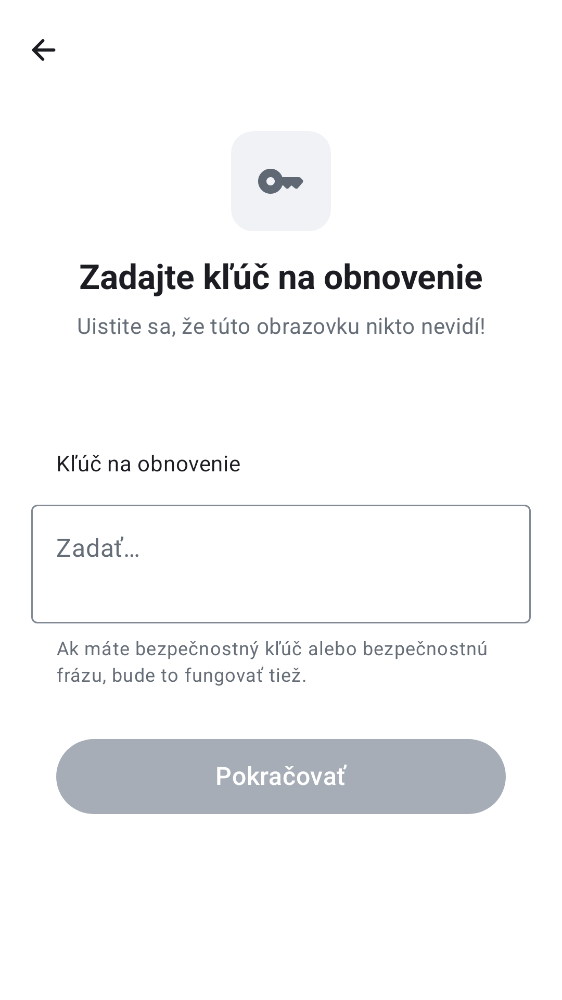 Zadajte kľúč na obnovenie
Uistite sa, že túto obrazovku nikto nevidí!
Kľúč na obnovenie
Zadať…
Ak máte bezpečnostný kľúč alebo bezpečnostnú
frázu, bude to fungovať tiež.
Pokračovať